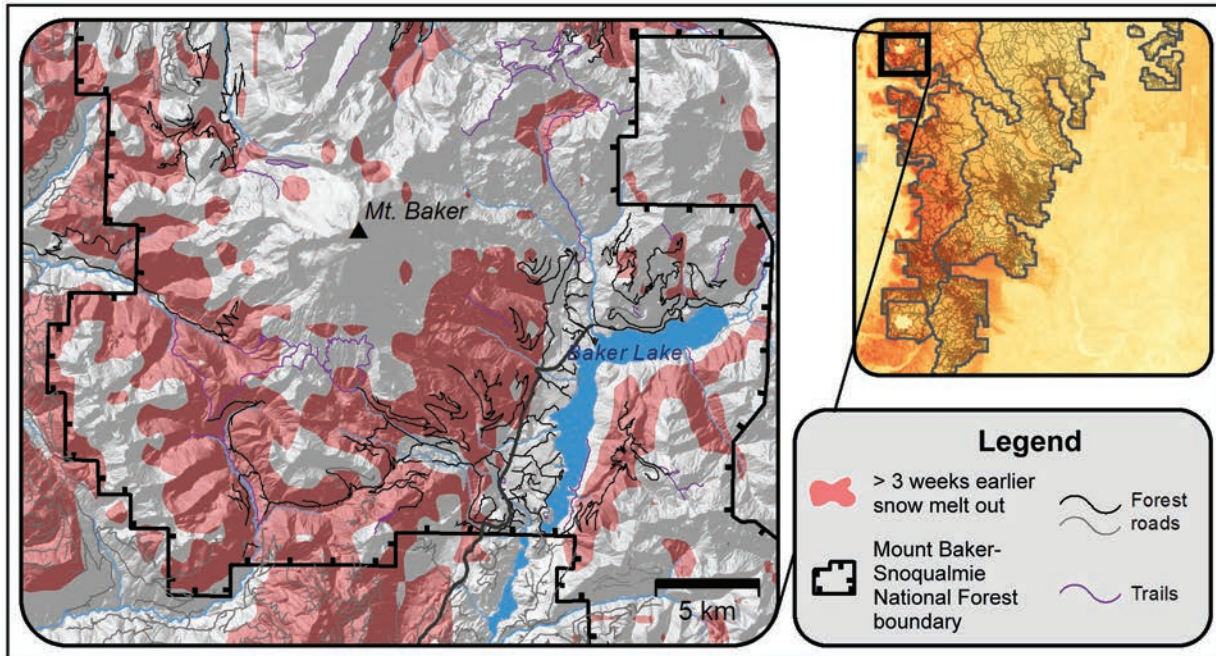 Mt. Baker
Baker Lake
5 km
Legend
> 3 weeks earlier
snow melt out
Forest
roads
Mount Baker-
Snoqualmie
National Forest
boundary
Trails